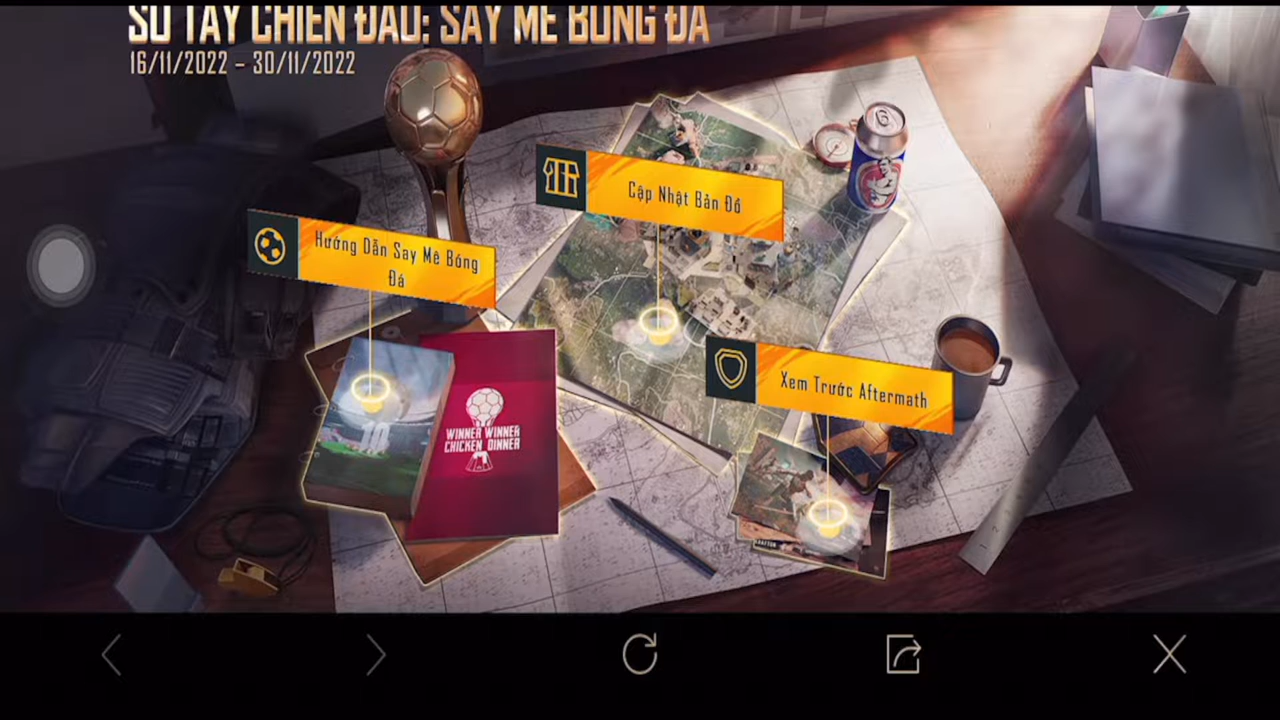 SỔ TAY CHIẾN ĐẤU: SAY MÊ BÓNG ĐÁ
16/11/2022 - 30/11/2022
Cập Nhật Bản Đồ
Hướng Dẫn Say Mê Bóng
Đá
Xem Trước Aftermath
10
WINNER WINNER
CHICKEN DINNER